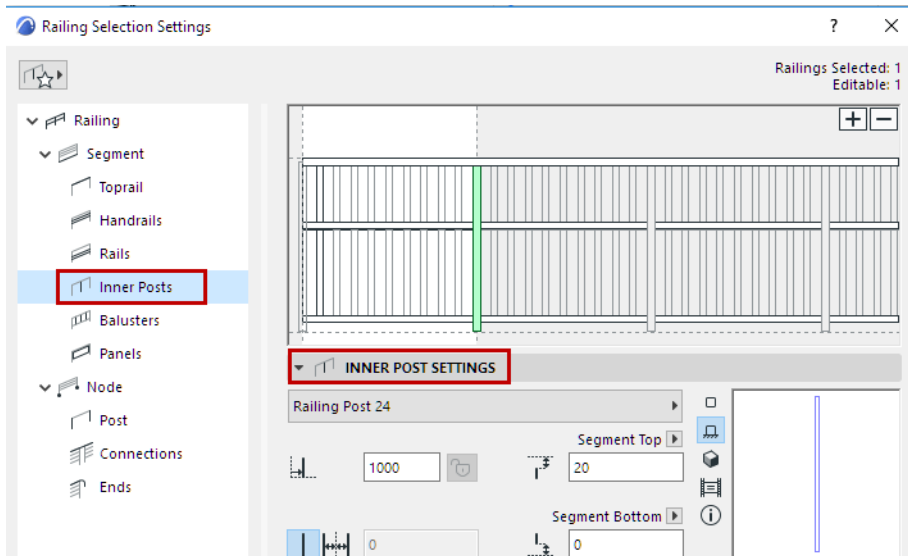 Railing Selection Settings
?
Railings Selected: 1
Editable: 1
Railing
Segment
Toprail
Handrails
Rails
Inner Posts
Balusters
Panels
Node
Post
Connections
Ends
INNER POST SETTINGS
Railing Post 24
Segment Top
1000
20
Segment Bottom
0
0